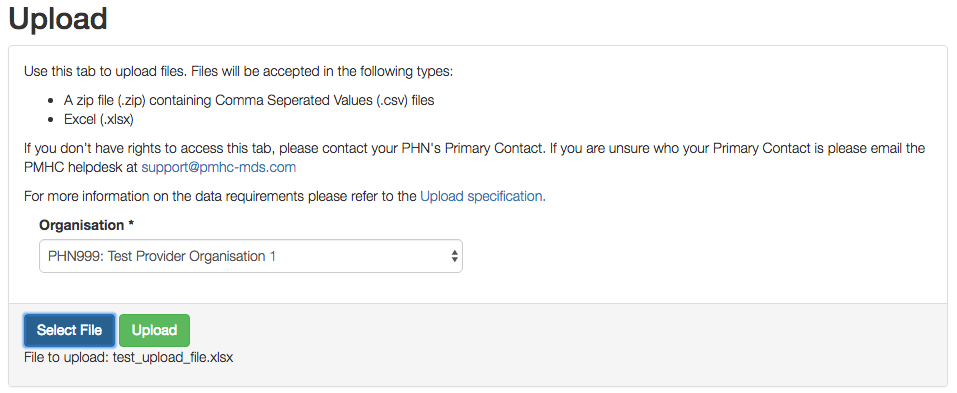 Upload
Use this tab to upload files. Files will be accepted in the following types:
• A zip file (.zip) containing Comma Seperated Values (.csv) files
• Excel (.xlsx)
If you don't have rights to access this tab, please contact your PHN's Primary Contact. If you are unsure who your Primary Contact is please email the
PMHC helpdesk at support@pmhc-mds.com
For more information on the data requirements please refer to the Upload specification.
Organisation *
PHN999: Test Provider Organisation 1
Select File Upload
File to upload: test_upload_file.xlsx